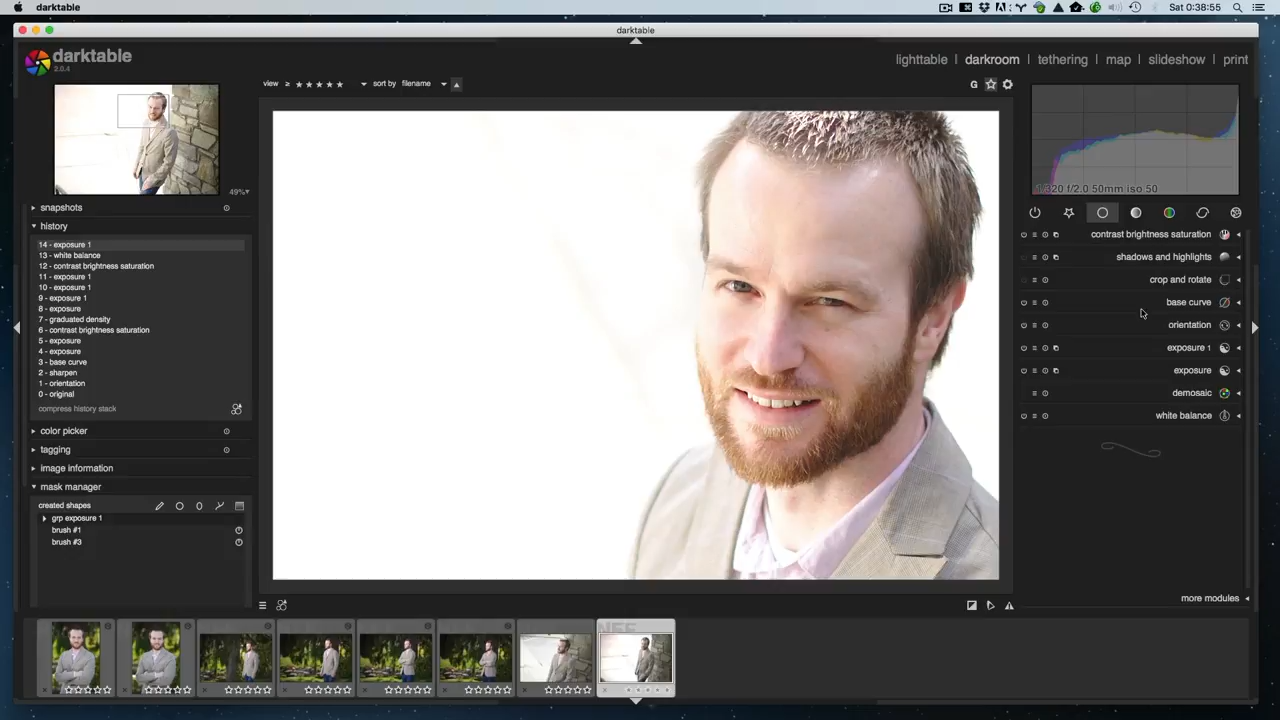 darktable
Sat 0:38:55
darktable
darktable
2.0.4
lighttable | darkroom | tethering | map | slideshow | print
view ≥
sort by filename
G
49%
1/320 f/2.0 50mm iso 50
snapshots
history
14 - exposure 1
13 - white balance
12 - contrast brightness saturation
11 - exposure 1
10 - exposure 1
9 - exposure 1
8 - exposure
7 - graduated density
6 - contrast brightness saturation
5 - exposure
4 - exposure
3 - base curve
2 - sharpen
1 - orientation
0 - original
compress history stack
color picker
tagging
image information
mask manager
created shapes
grp exposure 1
brush #1
brush #3
contrast brightness saturation
shadows and highlights
crop and rotate
base curve
orientation
exposure 1
exposure
demosaic
white balance
more modules